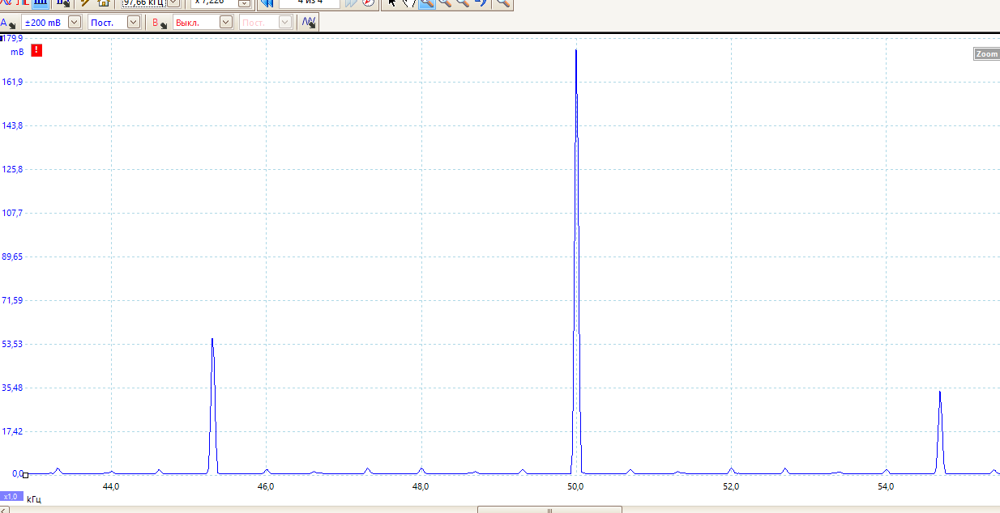 97,66 кГц x 7,226 4 из 4
A ±200 mB Пост. B Выкл. Пост.
179,9
mB ! Zoom
161,9
143,8
125,8
107,7
89,65
71,59
53,53
35,48
17,42
0,0
44,0 46,0 48,0 50,0 52,0 54,0
x1.0 кГц